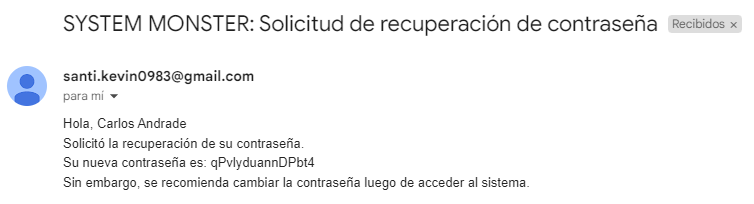 SYSTEM MONSTER: Solicitud de recuperación de contraseña Recibidos ×
santi.kevin0983@gmail.com
para mí
Hola, Carlos Andrade
Solicitó la recuperación de su contraseña.
Su nueva contraseña es: qPvlyduannDPbt4
Sin embargo, se recomienda cambiar la contraseña luego de acceder al sistema.